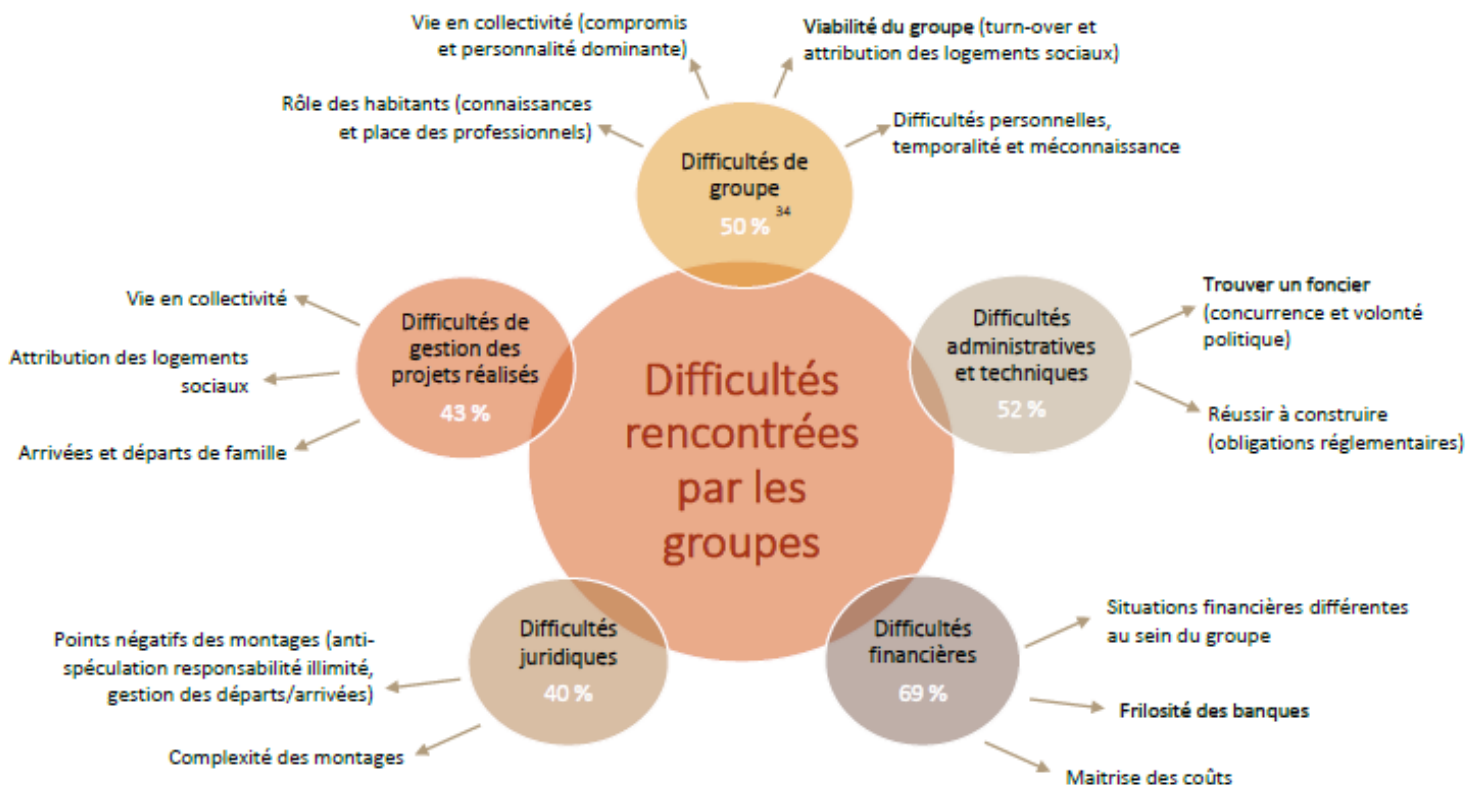 Vie en collectivité (compromis
et personnalité dominante)
Viabilité du groupe (turn-over et
attribution des logements sociaux)
Rôle des habitants (connaissances
et place des professionnels)
Difficultés personnelles,
temporalité et méconnaissance
Difficultés de
groupe
50 % 34
Vie en collectivité
Attribution des logements
sociaux
Arrivées et départs de famille
Difficultés de
gestion des
projets réalisés
43 %
Difficultés
administratives
et techniques
52 %
Trouver un foncier
(concurrence et volonté
politique)
Réussir à construire
(obligations réglementaires)
Difficultés
rencontrées
par les
groupes
Points négatifs des montages (anti-
spéculation responsabilité illimité,
gestion des départs/arrivées)
Complexité des montages
Difficultés
juridiques
40 %
Difficultés
financières
69 %
Situations financières différentes
au sein du groupe
Frilosité des banques
Maitrise des coûts